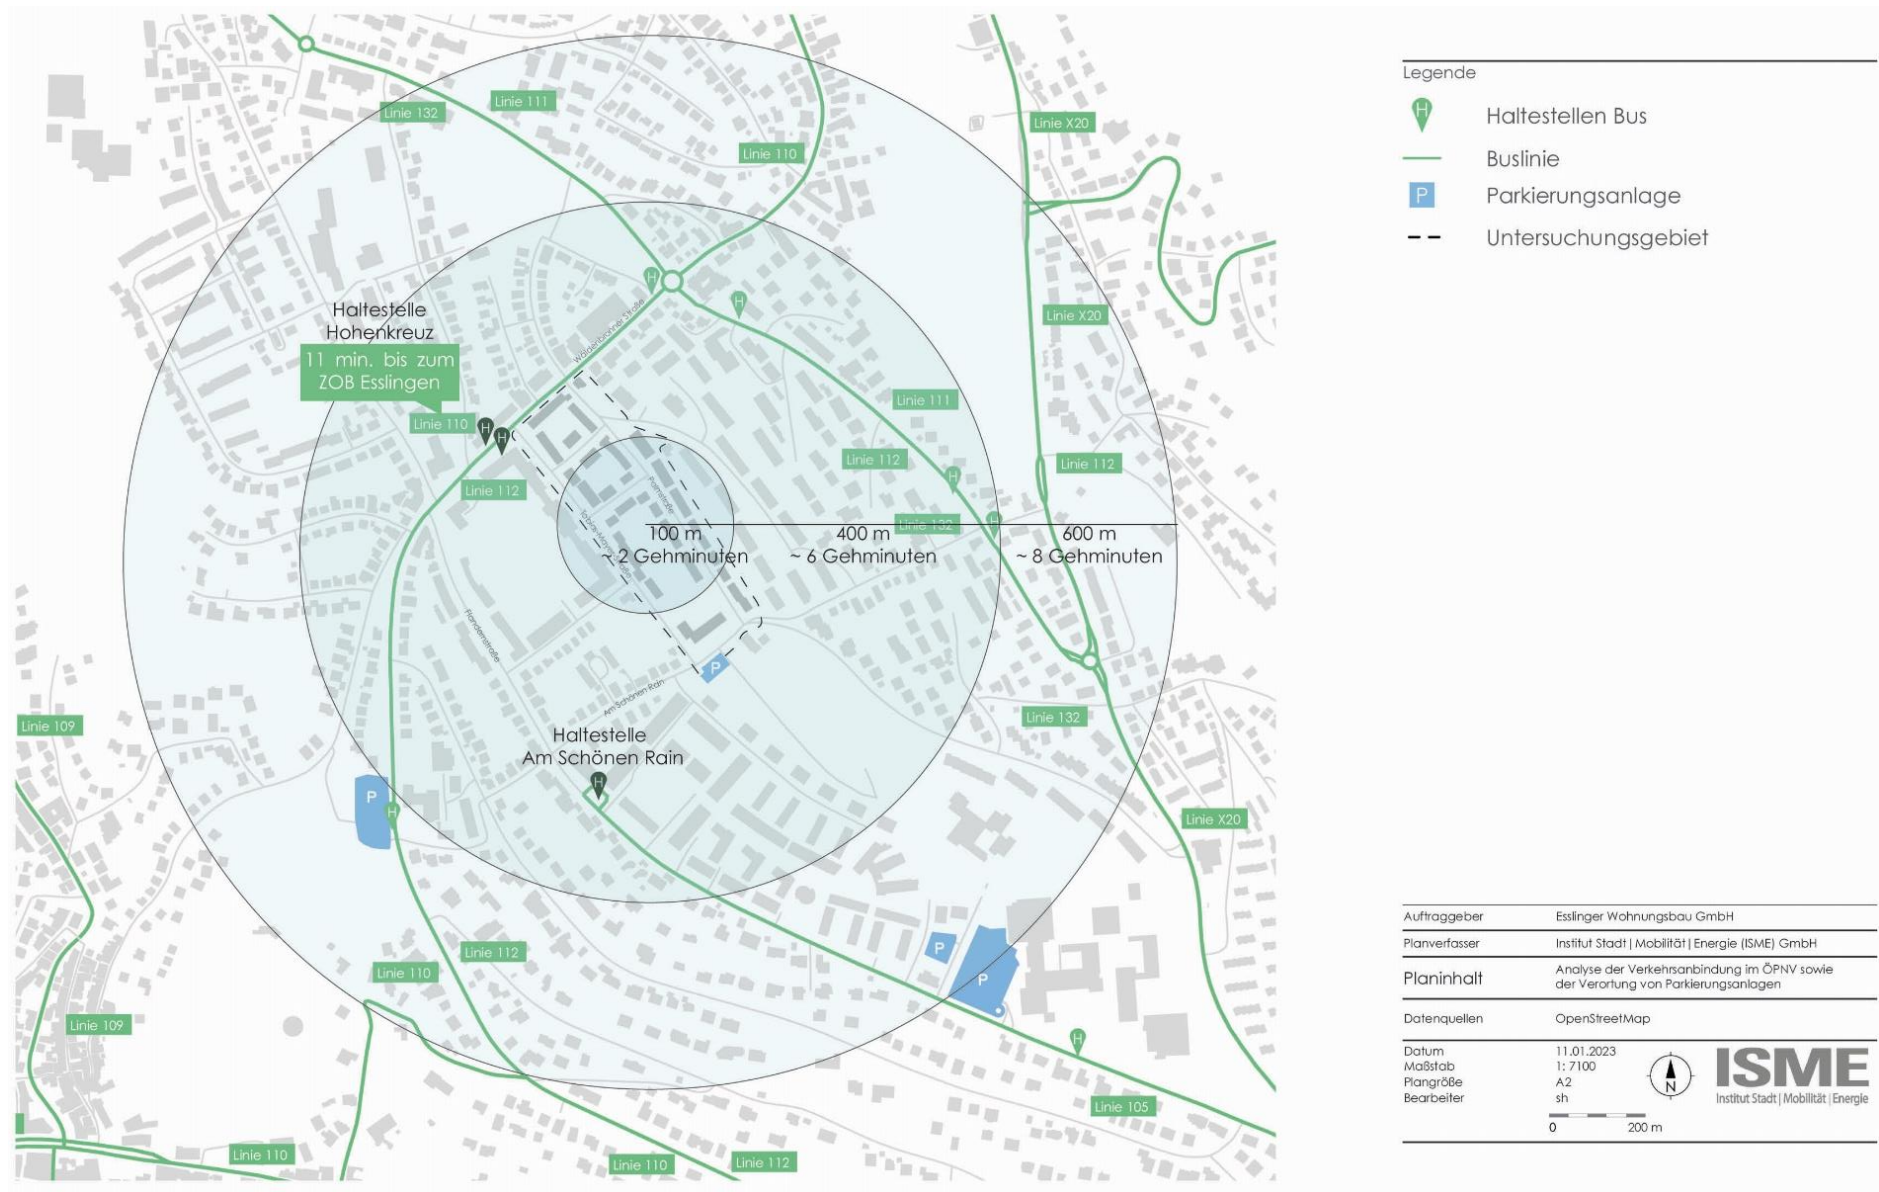 Linie 132
Linie 111
Linie 110
Linie X20
Haltestelle
Hohenkreuz
11 min. bis zum
ZOB Esslingen
Linie 110
H
H
H
H
Wäldenbronner Straße
Linie X20
Linie 111
Linie 112
Linie 112
Linie 112
H
H
Linie 132
Palmstraße
100 m
~ 2 Gehminuten
400 m
~ 6 Gehminuten
600 m
~ 8 Gehminuten
Flandernstraße
P
Am Schönen Rain
Linie 109
Linie 132
Haltestelle
Am Schönen Rain
H
P
H
Linie X20
Linie 112
Linie 110
P
P
Linie 109
H
Linie 105
Linie 110
Linie 110
Linie 112
Legende
H Haltestellen Bus
Buslinie
P Parkierungsanlage
Untersuchungsgebiet
Auftraggeber Esslinger Wohnungsbau GmbH
Planverfasser Institut Stadt | Mobilität | Energie (ISME) GmbH
Planinhalt Analyse der Verkehrsanbindung im ÖPNV sowie
der Verortung von Parkierungsanlagen
Datenquellen OpenStreetMap
Datum 11.01.2023
Maßstab 1: 7100
Plangröße A2
Bearbeiter sh
N
ISME
Institut Stadt | Mobilität | Energie
0 200 m